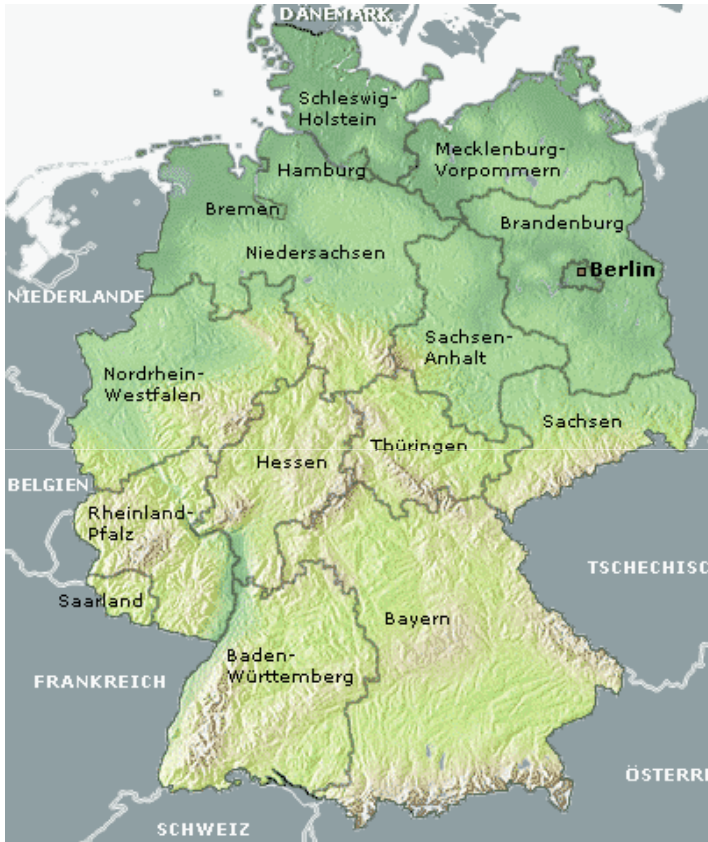 DÄNEMARK
Schleswig-
Holstein
Mecklenburg-
Vorpommern
Hamburg
Bremen
Brandenburg
Niedersachsen
Berlin
NIEDERLANDE
Sachsen-
Anhalt
Nordrhein-
Westfalen
Sachsen
Thüringen
Hessen
BELGIEN
Rheinland-
Pfalz
TSCHECHISC
Saarland
Bayern
Baden-
Württemberg
FRANKREICH
ÖSTERR
SCHWEIZ